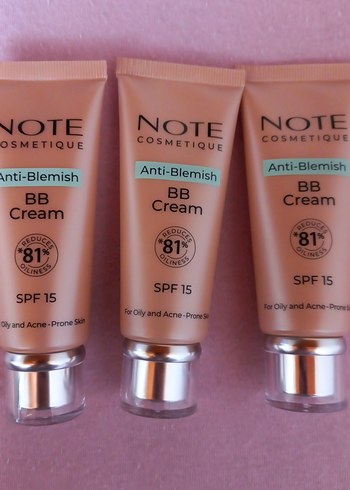 NOTE
COSMETIQUE
Anti-Blemish
BB
Cream
REDUCES
81%
OILINESS
SPF 15
Oily and Acne-Prone Skin
NOTE
COSMETIQUE
Anti-Blemish
BB
Cream
REDUCES
81%
OILINESS
SPF 15
For Oily and Acne-Prone Skin
NOTE
COSMETIQUE
Anti-Blemish
BB
Cream
REDUCES
81%
OILINESS
SPF 15
For Oily and Acne-Prone Skin